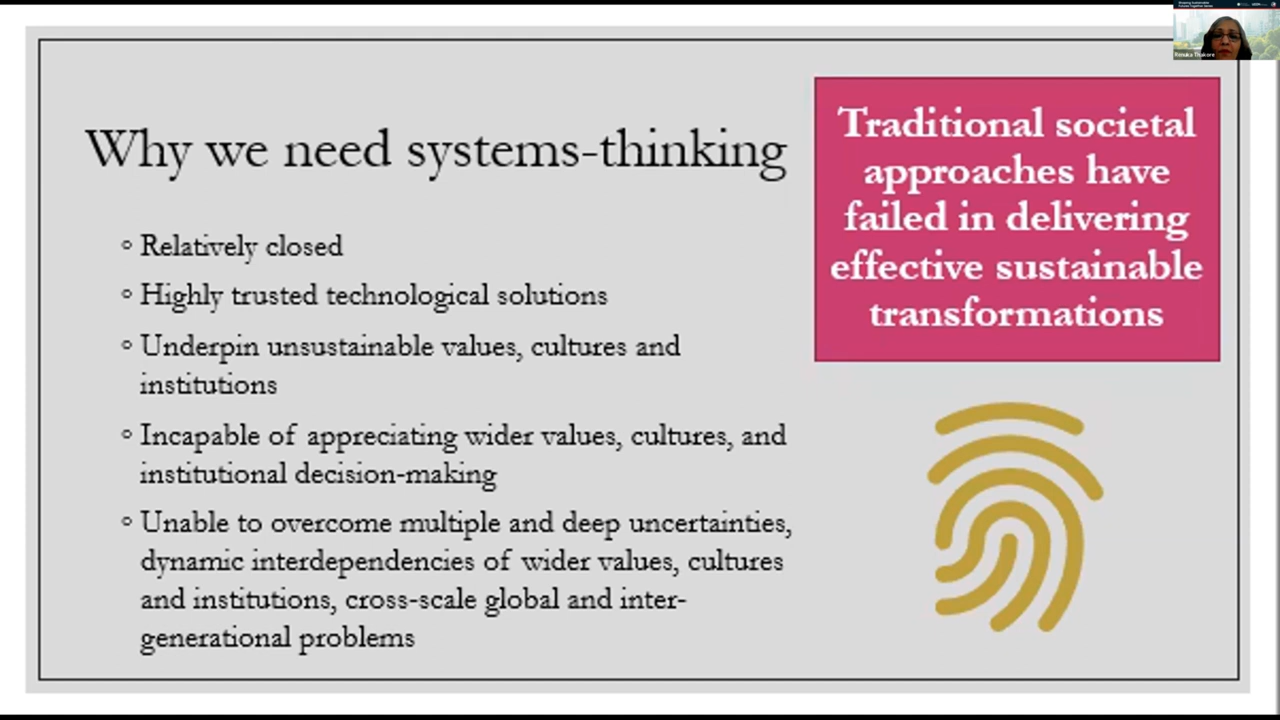 Why we need systems-thinking
◦ Relatively closed
◦ Highly trusted technological solutions
◦ Underpin unsustainable values, cultures and
institutions
◦ Incapable of appreciating wider values, cultures, and
institutional decision-making
◦ Unable to overcome multiple and deep uncertainties,
dynamic interdependencies of wider values, cultures
and institutions, cross-scale global and inter-
generational problems
Traditional societal
approaches have
failed in delivering
effective sustainable
transformations
Renuka Thakore